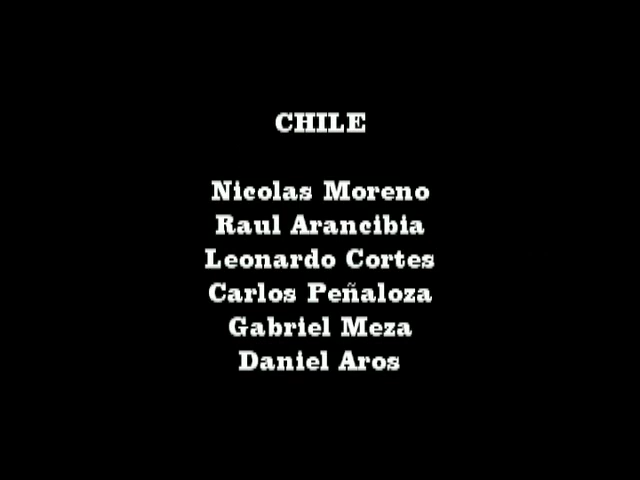 CHILE
Nicolas Moreno
Raul Arancibia
Leonardo Cortes
Carlos Peñaloza
Gabriel Meza
Daniel Aros